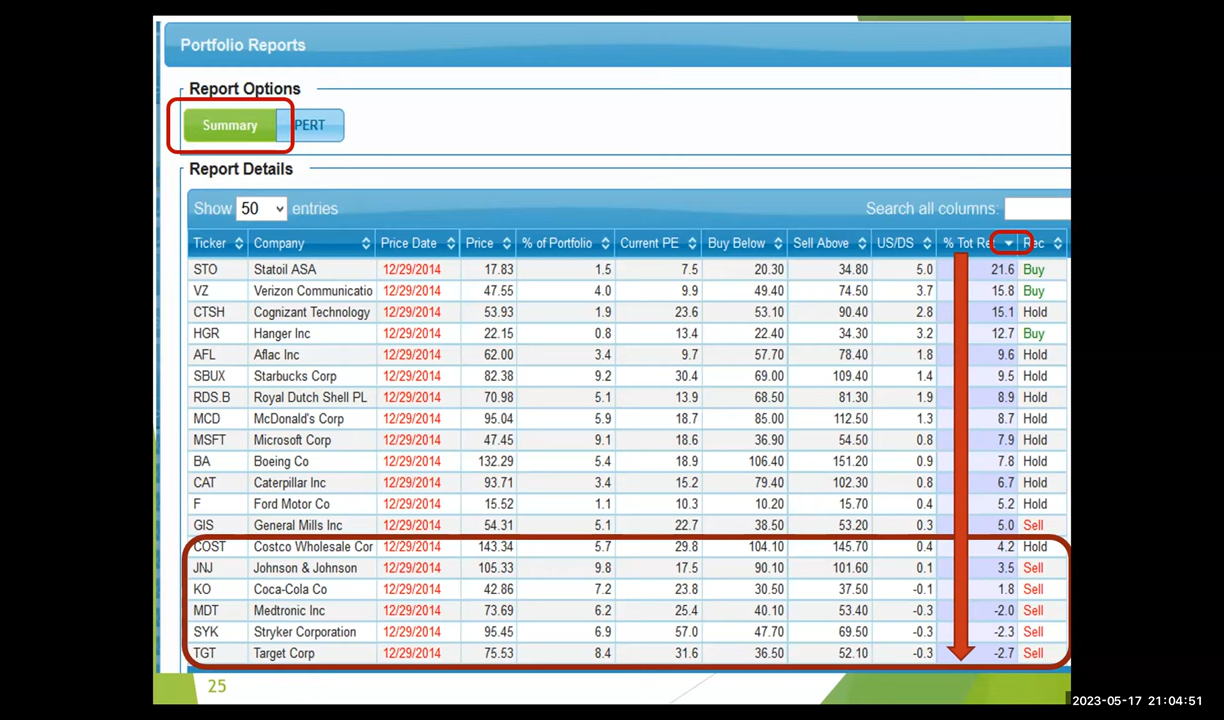 Portfolio Reports
Report Options
Summary PERT
Report Details
Show 50 entries Search all columns:
Ticker Company Price Date Price % of Portfolio Current PE Buy Below Sell Above US/DS % Tot Re Rec
STO Statoil ASA 12/29/2014 17.83 1.5 7.5 20.30 34.80 5.0 21.6 Buy
VZ Verizon Communicatio 12/29/2014 47.55 4.0 9.9 49.40 74.50 3.7 15.8 Buy
CTSH Cognizant Technology 12/29/2014 53.93 1.9 23.6 53.10 90.40 2.8 15.1 Hold
HGR Hanger Inc 12/29/2014 22.15 0.8 13.4 22.40 34.30 3.2 12.7 Buy
AFL Aflac Inc 12/29/2014 62.00 3.4 9.7 57.70 78.40 1.8 9.6 Hold
SBUX Starbucks Corp 12/29/2014 82.38 9.2 30.4 69.00 109.40 1.4 9.5 Hold
RDS.B Royal Dutch Shell PL 12/29/2014 70.98 5.1 13.9 68.50 81.30 1.9 8.9 Hold
MCD McDonald's Corp 12/29/2014 95.04 5.9 18.7 85.00 112.50 1.3 8.7 Hold
MSFT Microsoft Corp 12/29/2014 47.45 9.1 18.6 36.90 54.50 0.8 7.9 Hold
BA Boeing Co 12/29/2014 132.29 5.4 18.9 106.40 151.20 0.9 7.8 Hold
CAT Caterpillar Inc 12/29/2014 93.71 3.4 15.2 79.40 102.30 0.8 6.7 Hold
F Ford Motor Co 12/29/2014 15.52 1.1 10.3 10.20 15.70 0.4 5.2 Hold
GIS General Mills Inc 12/29/2014 54.31 5.1 22.7 38.50 53.20 0.3 5.0 Sell
COST Costco Wholesale Cor 12/29/2014 143.34 5.7 29.8 104.10 145.70 0.4 4.2 Hold
JNJ Johnson & Johnson 12/29/2014 105.33 9.8 17.5 90.10 101.60 0.1 3.5 Sell
KO Coca-Cola Co 12/29/2014 42.86 7.2 23.8 30.50 37.50 -0.1 1.8 Sell
MDT Medtronic Inc 12/29/2014 73.69 6.2 25.4 40.10 53.40 -0.3 -2.0 Sell
SYK Stryker Corporation 12/29/2014 95.45 6.9 57.0 47.70 69.50 -0.3 -2.3 Sell
TGT Target Corp 12/29/2014 75.53 8.4 31.6 36.50 52.10 -0.3 -2.7 Sell
25
2023-05-17 21:04:51